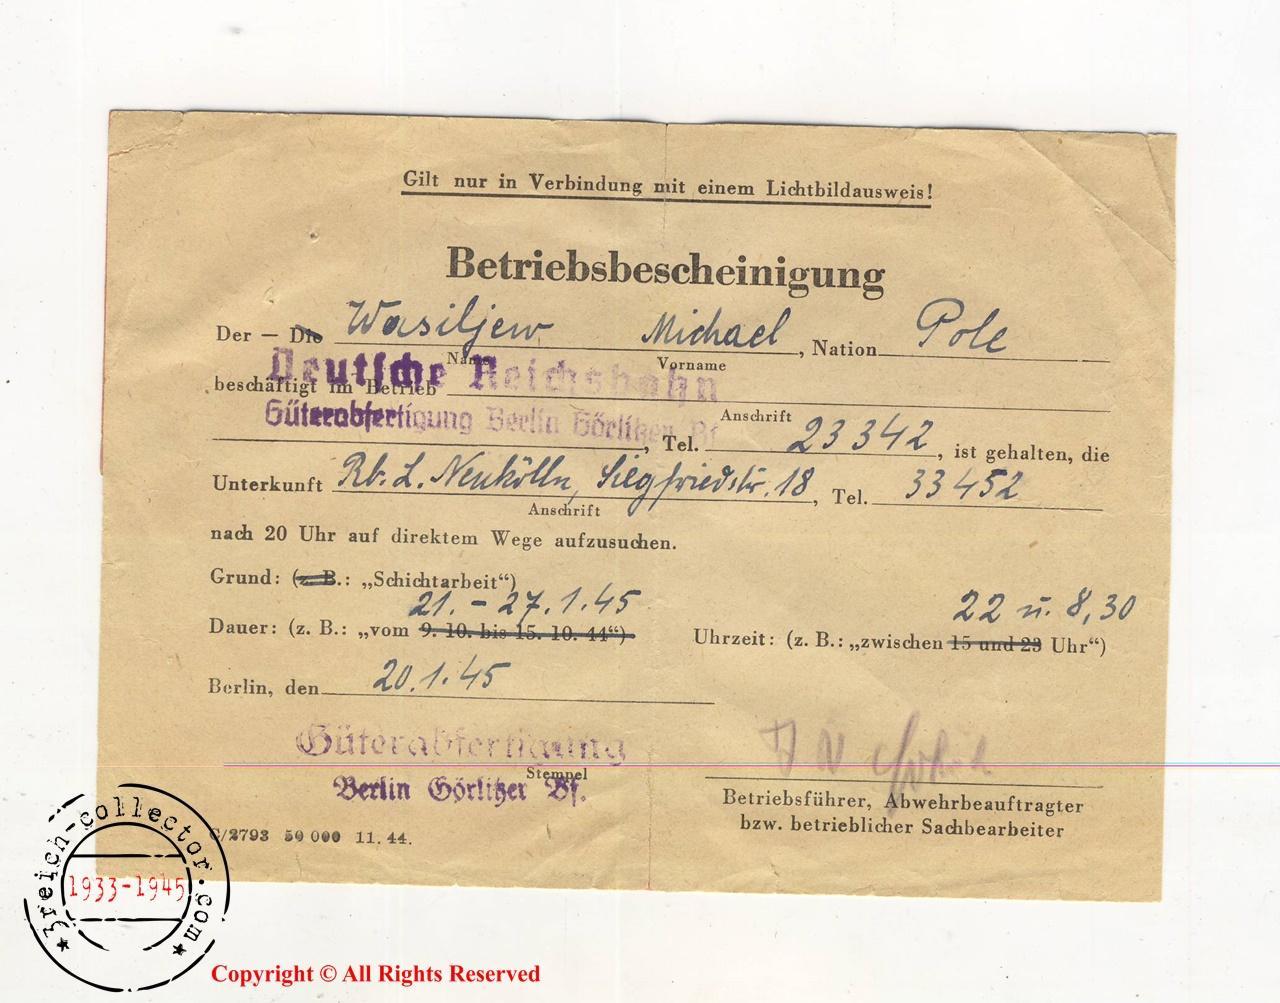 Gilt nur in Verbindung mit einem Lichtbildausweis!
Betriebsbescheinigung
Der — Die Wasiljew Michael, Nation Pole
Name Vorname
Deutsche Reichsbahn
beschäftigt im Betrieb
Güterabfertigung Berlin Görlitzer Bf
Anschrift
, Tel. 23342, ist gehalten, die
Unterkunft Rb. L. Neukölln, Siegfriedstr. 18, Tel. 33452
Anschrift
nach 20 Uhr auf direktem Wege aufzusuchen.
Grund: (z. B.: „Schichtarbeit“)
21. – 27.1.45 22 u. 8,30
Dauer: (z. B.: „vom 9. 10. bis 15. 10. 44“) Uhrzeit: (z. B.: „zwischen 15 und 23 Uhr“)
Berlin, den 20.1.45
Güterabfertigung
Stempel
Berlin Görlitzer Bf.
Betriebsführer, Abwehrbeauftragter
bzw. betrieblicher Sachbearbeiter
C/2793 50 000 11. 44.
3reich-collector.com
1933-1945
Copyright © All Rights Reserved